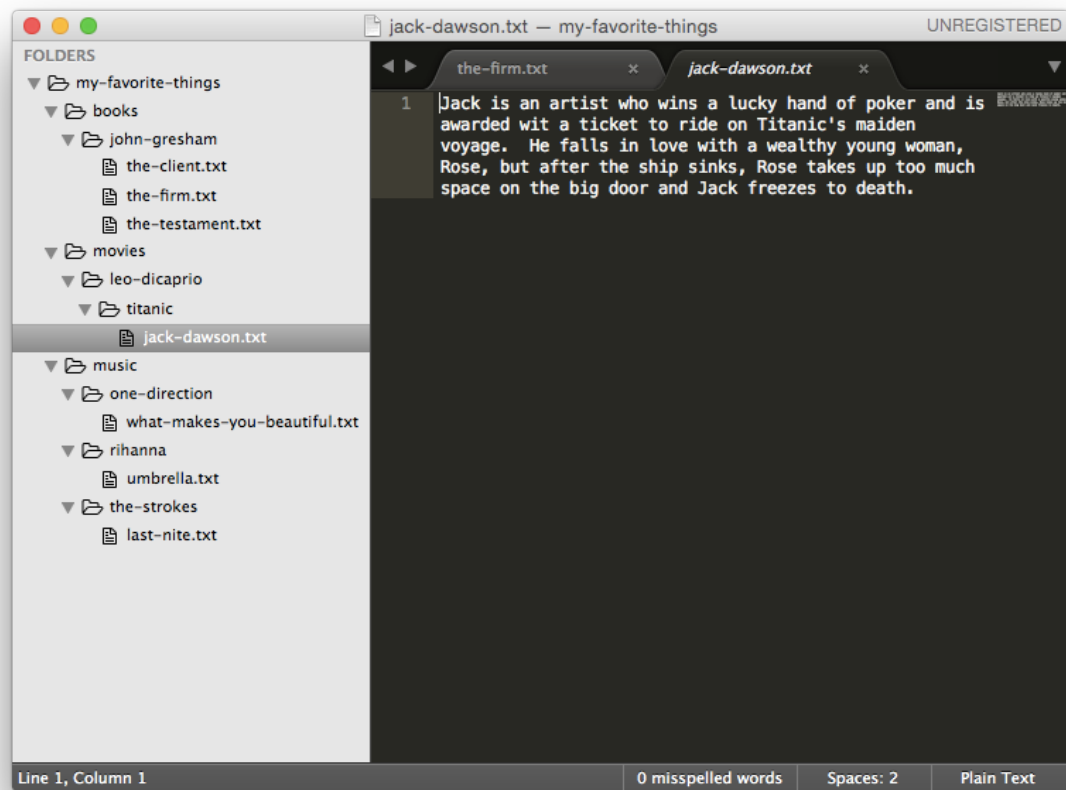 jack-dawson.txt — my-favorite-things
UNREGISTERED
FOLDERS
my-favorite-things
books
john-gresham
the-client.txt
the-firm.txt
the-testament.txt
movies
leo-dicaprio
titanic
jack-dawson.txt
music
one-direction
what-makes-you-beautiful.txt
rihanna
umbrella.txt
the-strokes
last-nite.txt
the-firm.txt
jack-dawson.txt
1
Jack is an artist who wins a lucky hand of poker and is
awarded wit a ticket to ride on Titanic's maiden
voyage.  He falls in love with a wealthy young woman,
Rose, but after the ship sinks, Rose takes up too much
space on the big door and Jack freezes to death.
Line 1, Column 1
0 misspelled words
Spaces: 2
Plain Text